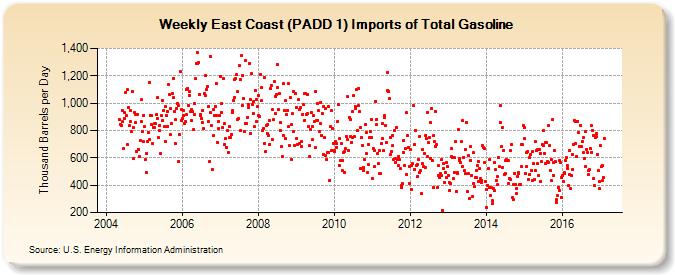 Weekly East Coast (PADD 1) Imports of Total Gasoline
Thousand Barrels per Day
1,400
1,200
1,000
800
600
400
200
2004 2006 2008 2010 2012 2014 2016
Source: U.S. Energy Information Administration